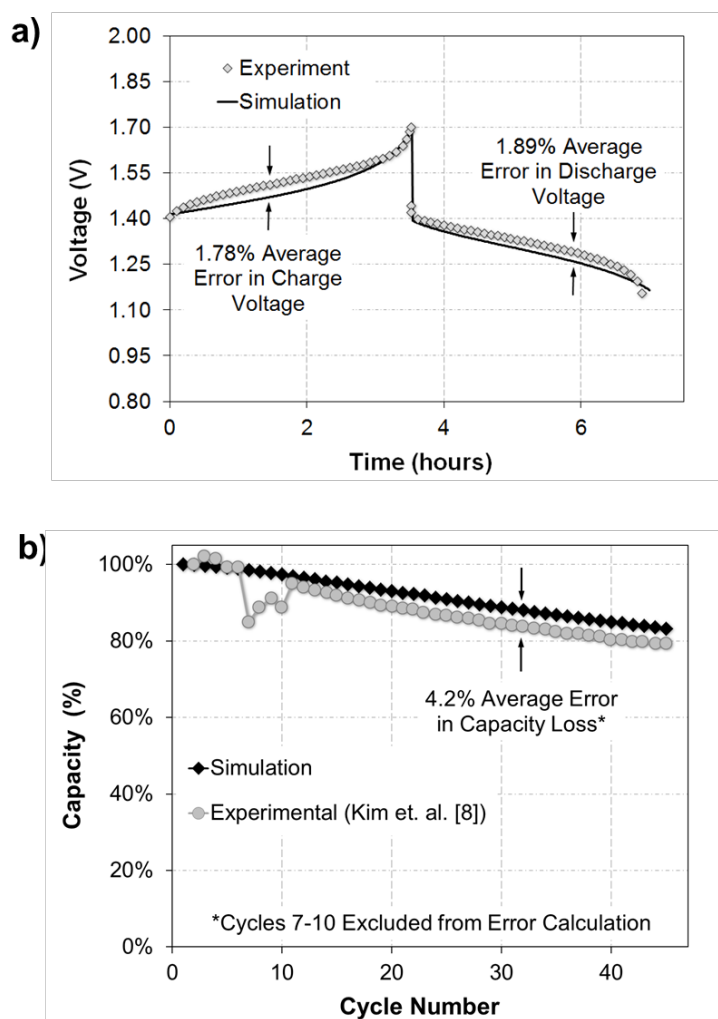 a)
2.00
1.85
1.70
1.55
1.40
1.25
1.10
0.95
0.80
Voltage (V)
Experiment
Simulation
1.89% Average
Error in Discharge
Voltage
1.78% Average
Error in Charge
Voltage
0
2
4
6
Time (hours)
b)
100%
80%
60%
40%
20%
0%
Capacity (%)
4.2% Average Error
in Capacity Loss*
Simulation
Experimental (Kim et. al. [8])
*Cycles 7-10 Excluded from Error Calculation
0
10
20
30
40
Cycle Number